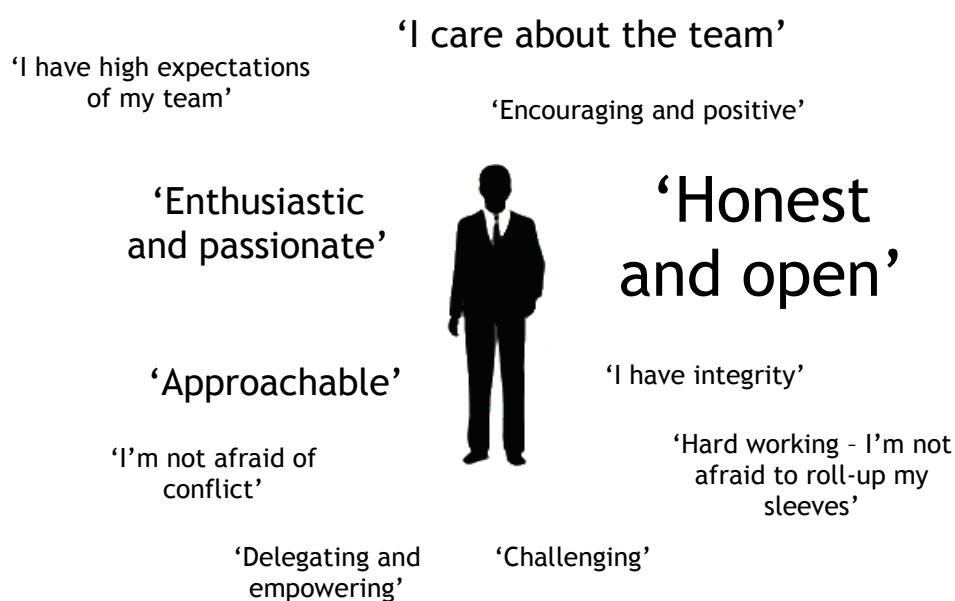 ‘I care about the team’
‘I have high expectations
of my team’
‘Encouraging and positive’
‘Enthusiastic
and passionate’
‘Honest
and open’
‘Approachable’
‘I have integrity’
‘I’m not afraid of
conflict’
‘Hard working – I’m not
afraid to roll-up my
sleeves’
‘Delegating and
empowering’
‘Challenging’